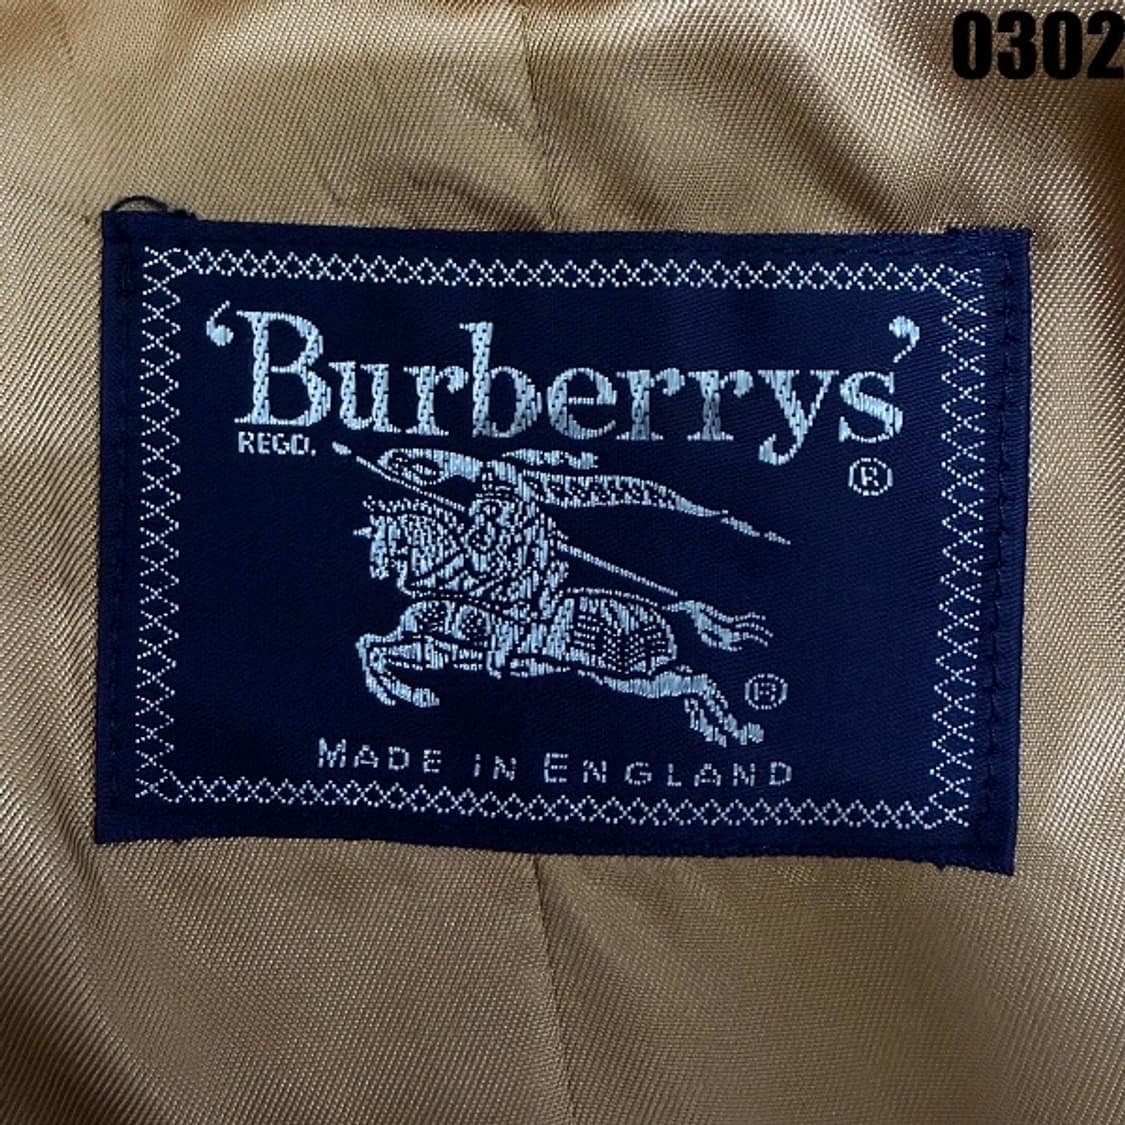 0302
‘Burberrys’
REGD.
®
®
MADE IN ENGLAND